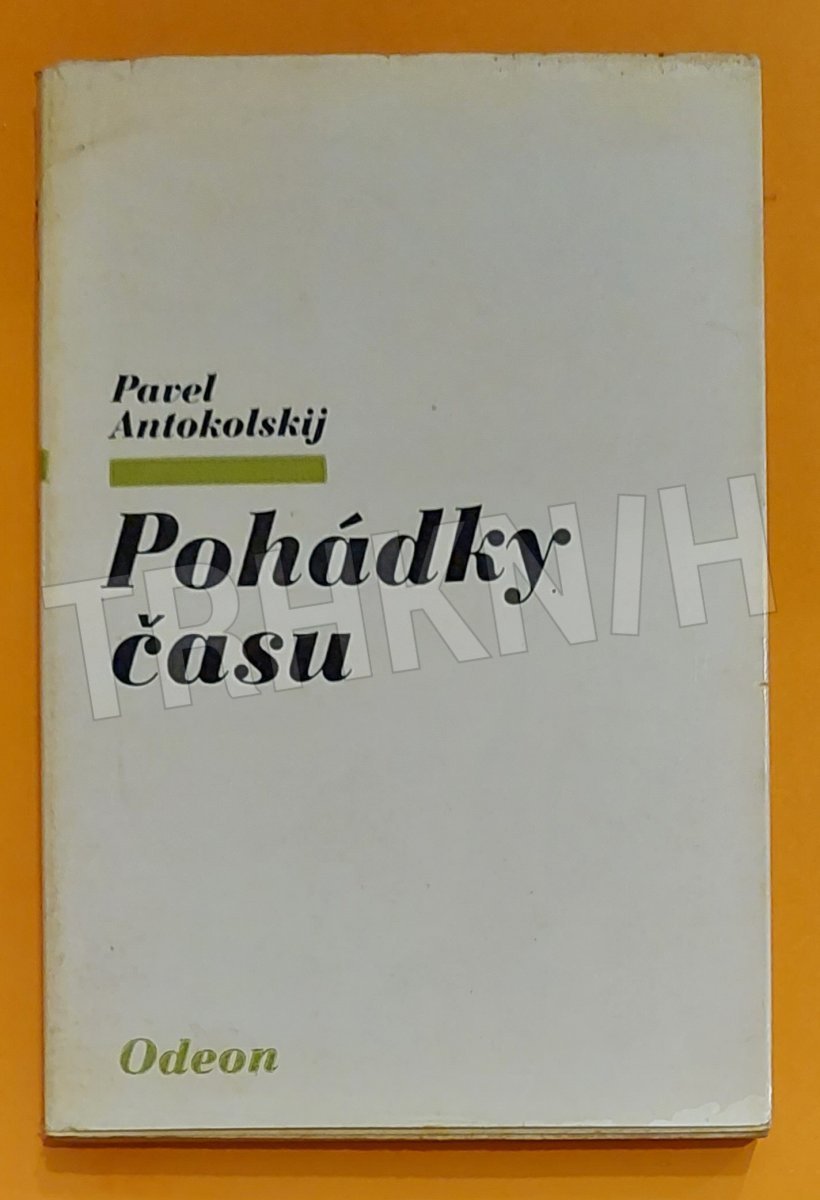 Pavel
Antokolskij
Pohádky
času
TRHKNIH
Odeon